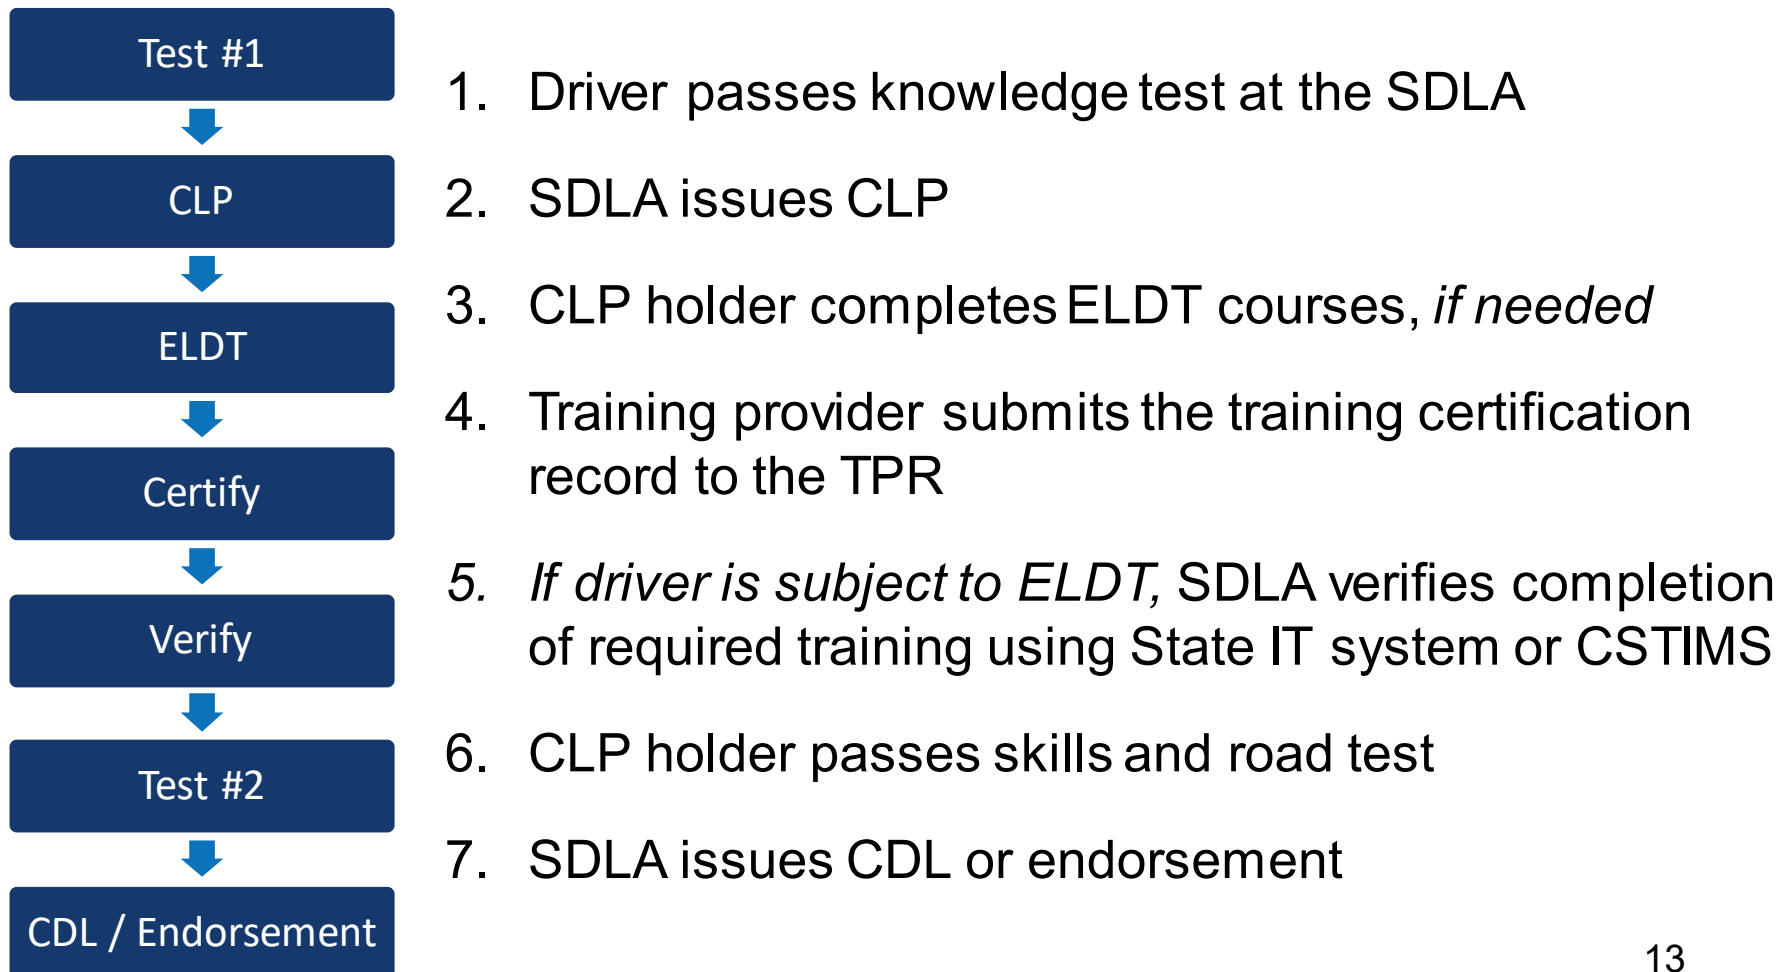 Test #1
CLP
ELDT
Certify
Verify
Test #2
CDL / Endorsement
1. Driver passes knowledge test at the SDLA
2. SDLA issues CLP
3. CLP holder completes ELDT courses, if needed
4. Training provider submits the training certification
record to the TPR
5. If driver is subject to ELDT, SDLA verifies completion
of required training using State IT system or CSTIMS
6. CLP holder passes skills and road test
7. SDLA issues CDL or endorsement
13